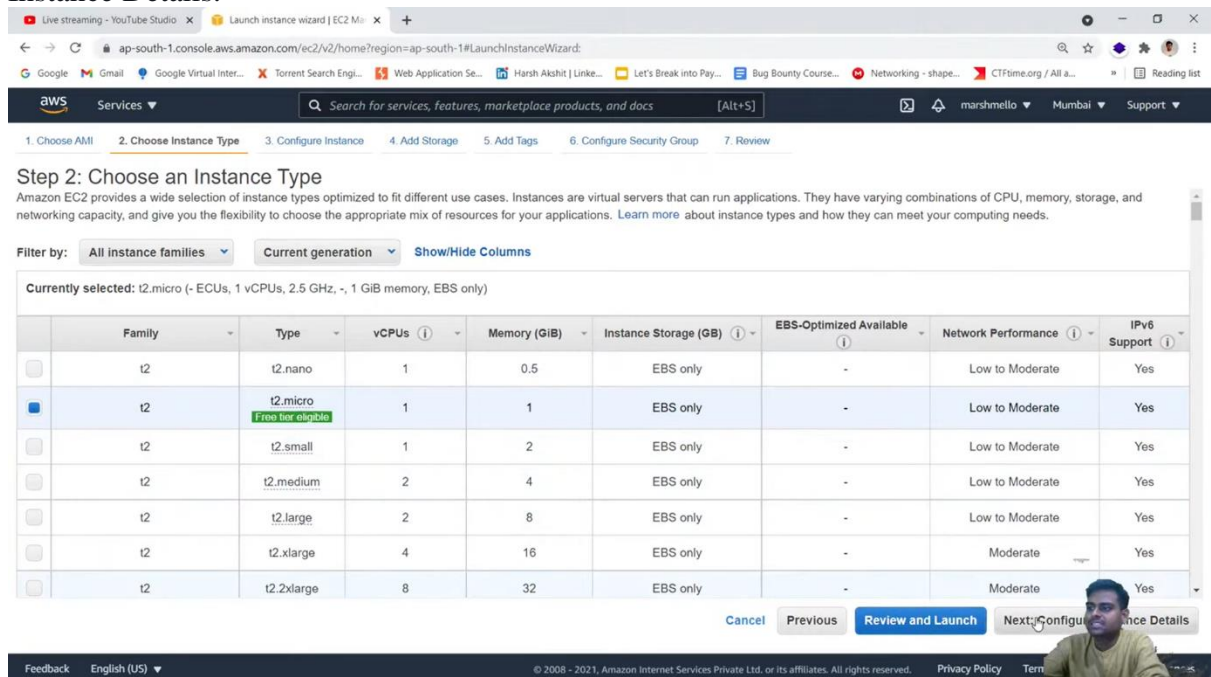 Live streaming - YouTube Studio
Launch instance wizard | EC2 Ma
ap-south-1.console.aws.amazon.com/ec2/v2/home?region=ap-south-1#LaunchInstanceWizard:
Google Gmail Google Virtual Inter... Torrent Search Engi... Web Application Se... Harsh Akshit | Linke... Let's Break into Pay... Bug Bounty Course... Networking - shape... CTFtime.org / All a... » Reading list
aws Services ▼ Search for services, features, marketplace products, and docs [Alt+S] marshmello ▼ Mumbai ▼ Support ▼
1. Choose AMI 2. Choose Instance Type 3. Configure Instance 4. Add Storage 5. Add Tags 6. Configure Security Group 7. Review
Step 2: Choose an Instance Type
Amazon EC2 provides a wide selection of instance types optimized to fit different use cases. Instances are virtual servers that can run applications. They have varying combinations of CPU, memory, storage, and
networking capacity, and give you the flexibility to choose the appropriate mix of resources for your applications. Learn more about instance types and how they can meet your computing needs.
Filter by: All instance families Current generation Show/Hide Columns
Currently selected: t2.micro (- ECUs, 1 vCPUs, 2.5 GHz, -, 1 GiB memory, EBS only)
Family Type vCPUs Memory (GiB) Instance Storage (GB) EBS-Optimized Available Network Performance IPv6 Support
t2 t2.nano 1 0.5 EBS only - Low to Moderate Yes
t2 t2.micro 1 1 EBS only - Low to Moderate Yes
Free tier eligible
t2 t2.small 1 2 EBS only - Low to Moderate Yes
t2 t2.medium 2 4 EBS only - Low to Moderate Yes
t2 t2.large 2 8 EBS only - Low to Moderate Yes
t2 t2.xlarge 4 16 EBS only - Moderate Yes
t2 t2.2xlarge 8 32 EBS only - Moderate Yes
Cancel Previous Review and Launch Next: Configu nce Details
Feedback English (US) ▼ © 2008 - 2021, Amazon Internet Services Private Ltd. or its affiliates. All rights reserved. Privacy Policy Term